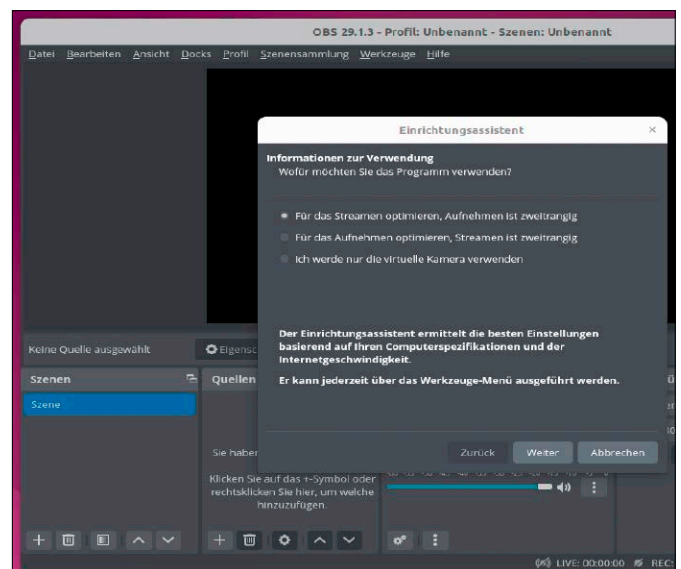 OBS 29.1.3 - Profil: Unbenannt - Szenen: Unbenannt
Datei Bearbeiten Ansicht Docks Profil Szenensammlung Werkzeuge Hilfe
Einrichtungsassistent
Informationen zur Verwendung
Wofür möchten Sie das Programm verwenden?
Für das Streamen optimieren, Aufnehmen ist zweitrangig
Für das Aufnehmen optimieren, Streamen ist zweitrangig
Ich werde nur die virtuelle Kamera verwenden
Der Einrichtungsassistent ermittelt die besten Einstellungen
basierend auf Ihren Computerspezifikationen und der
Internetgeschwindigkeit.
Er kann jederzeit über das Werkzeuge-Menü ausgeführt werden.
Zurück Weiter Abbrechen
Keine Quelle ausgewählt
Eigensc
Szenen
Quellen
Szene
Sie haber
Klicken Sie auf das +-Symbol oder
rechtsklicken Sie hier, um welche
hinzuzufügen.
LIVE: 00:00:00 REC: